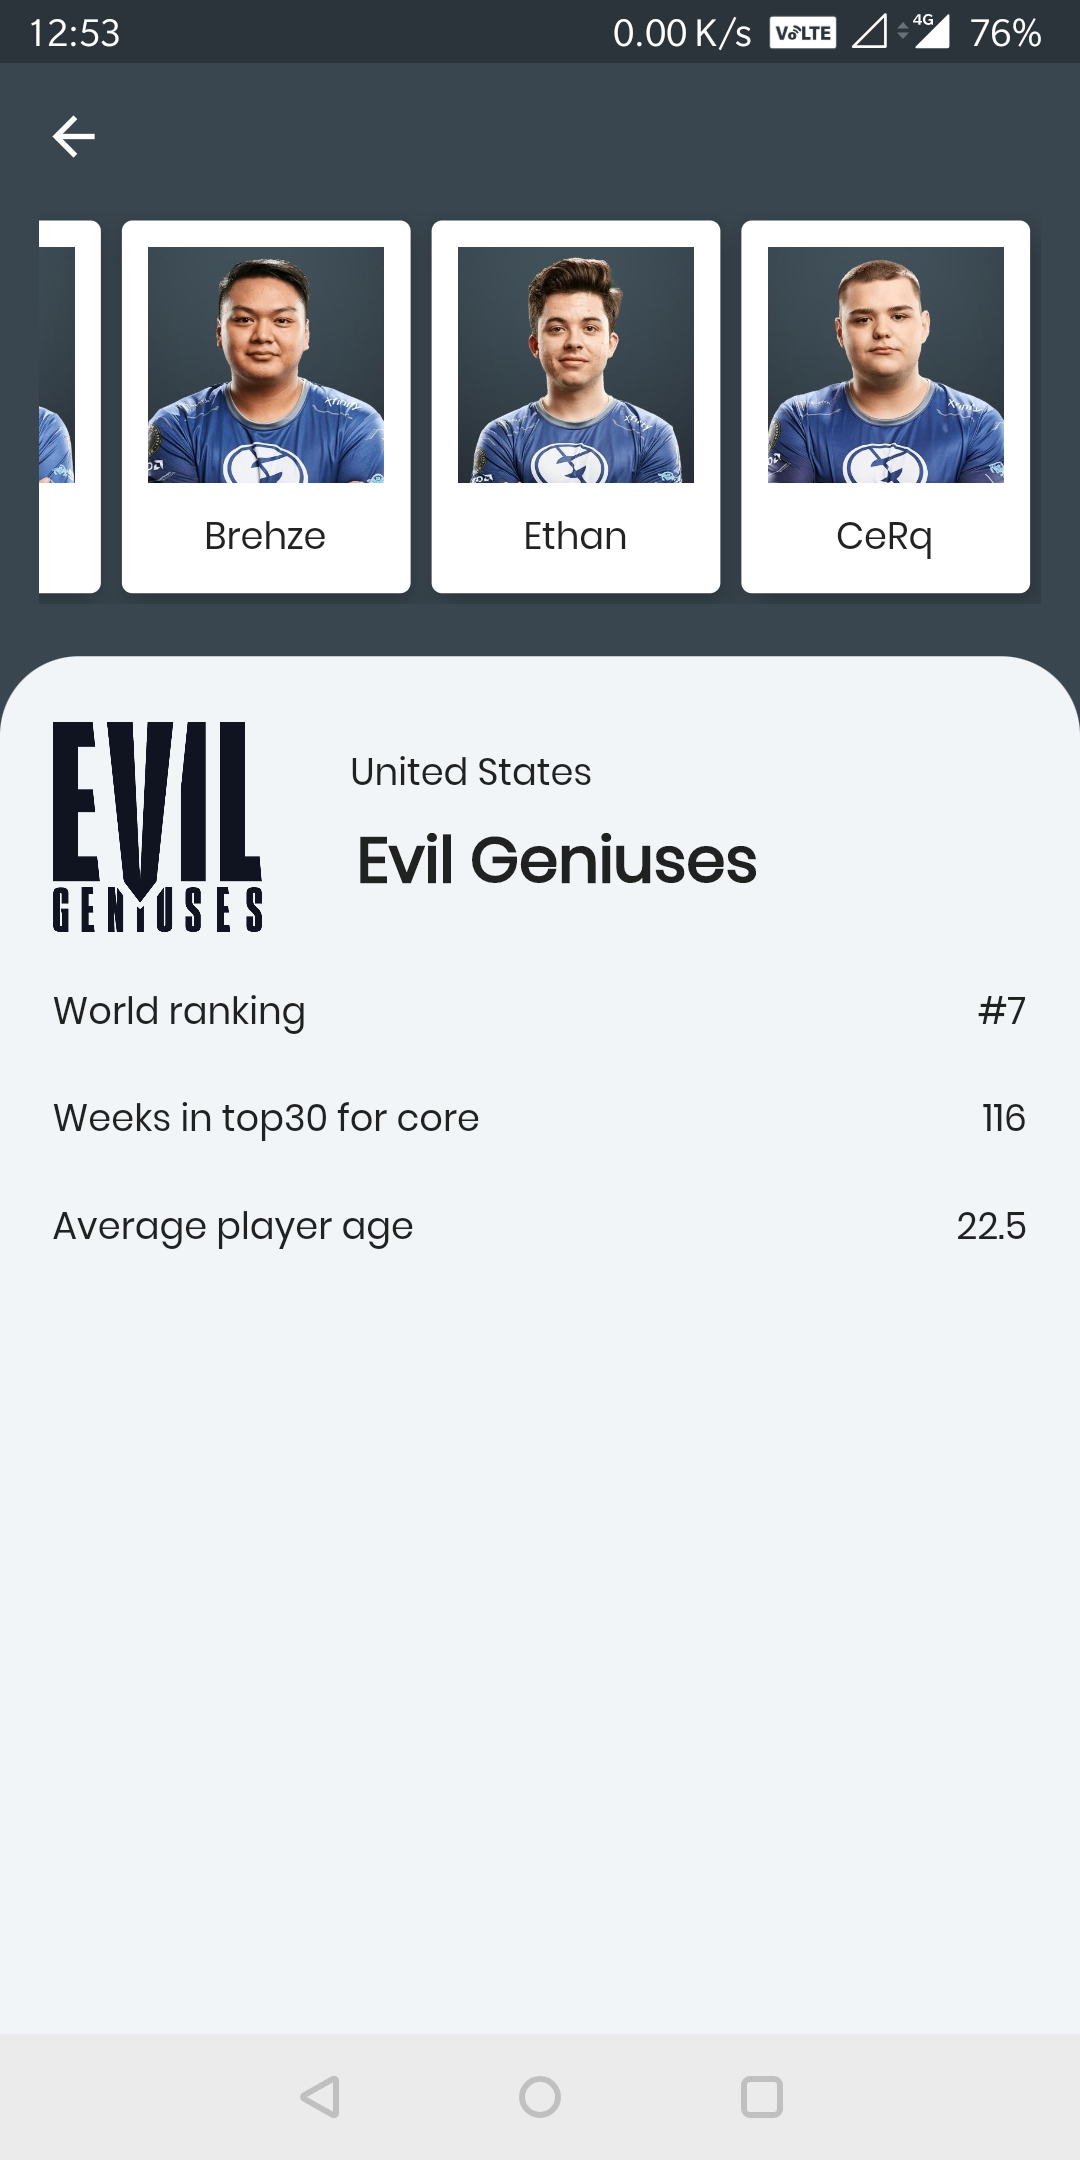 12:53 0.00 K/s VoLTE 4G 76%
Brehze Ethan CeRq
EVIL
GENIUSES
United States
Evil Geniuses
World ranking #7
Weeks in top30 for core 116
Average player age 22.5